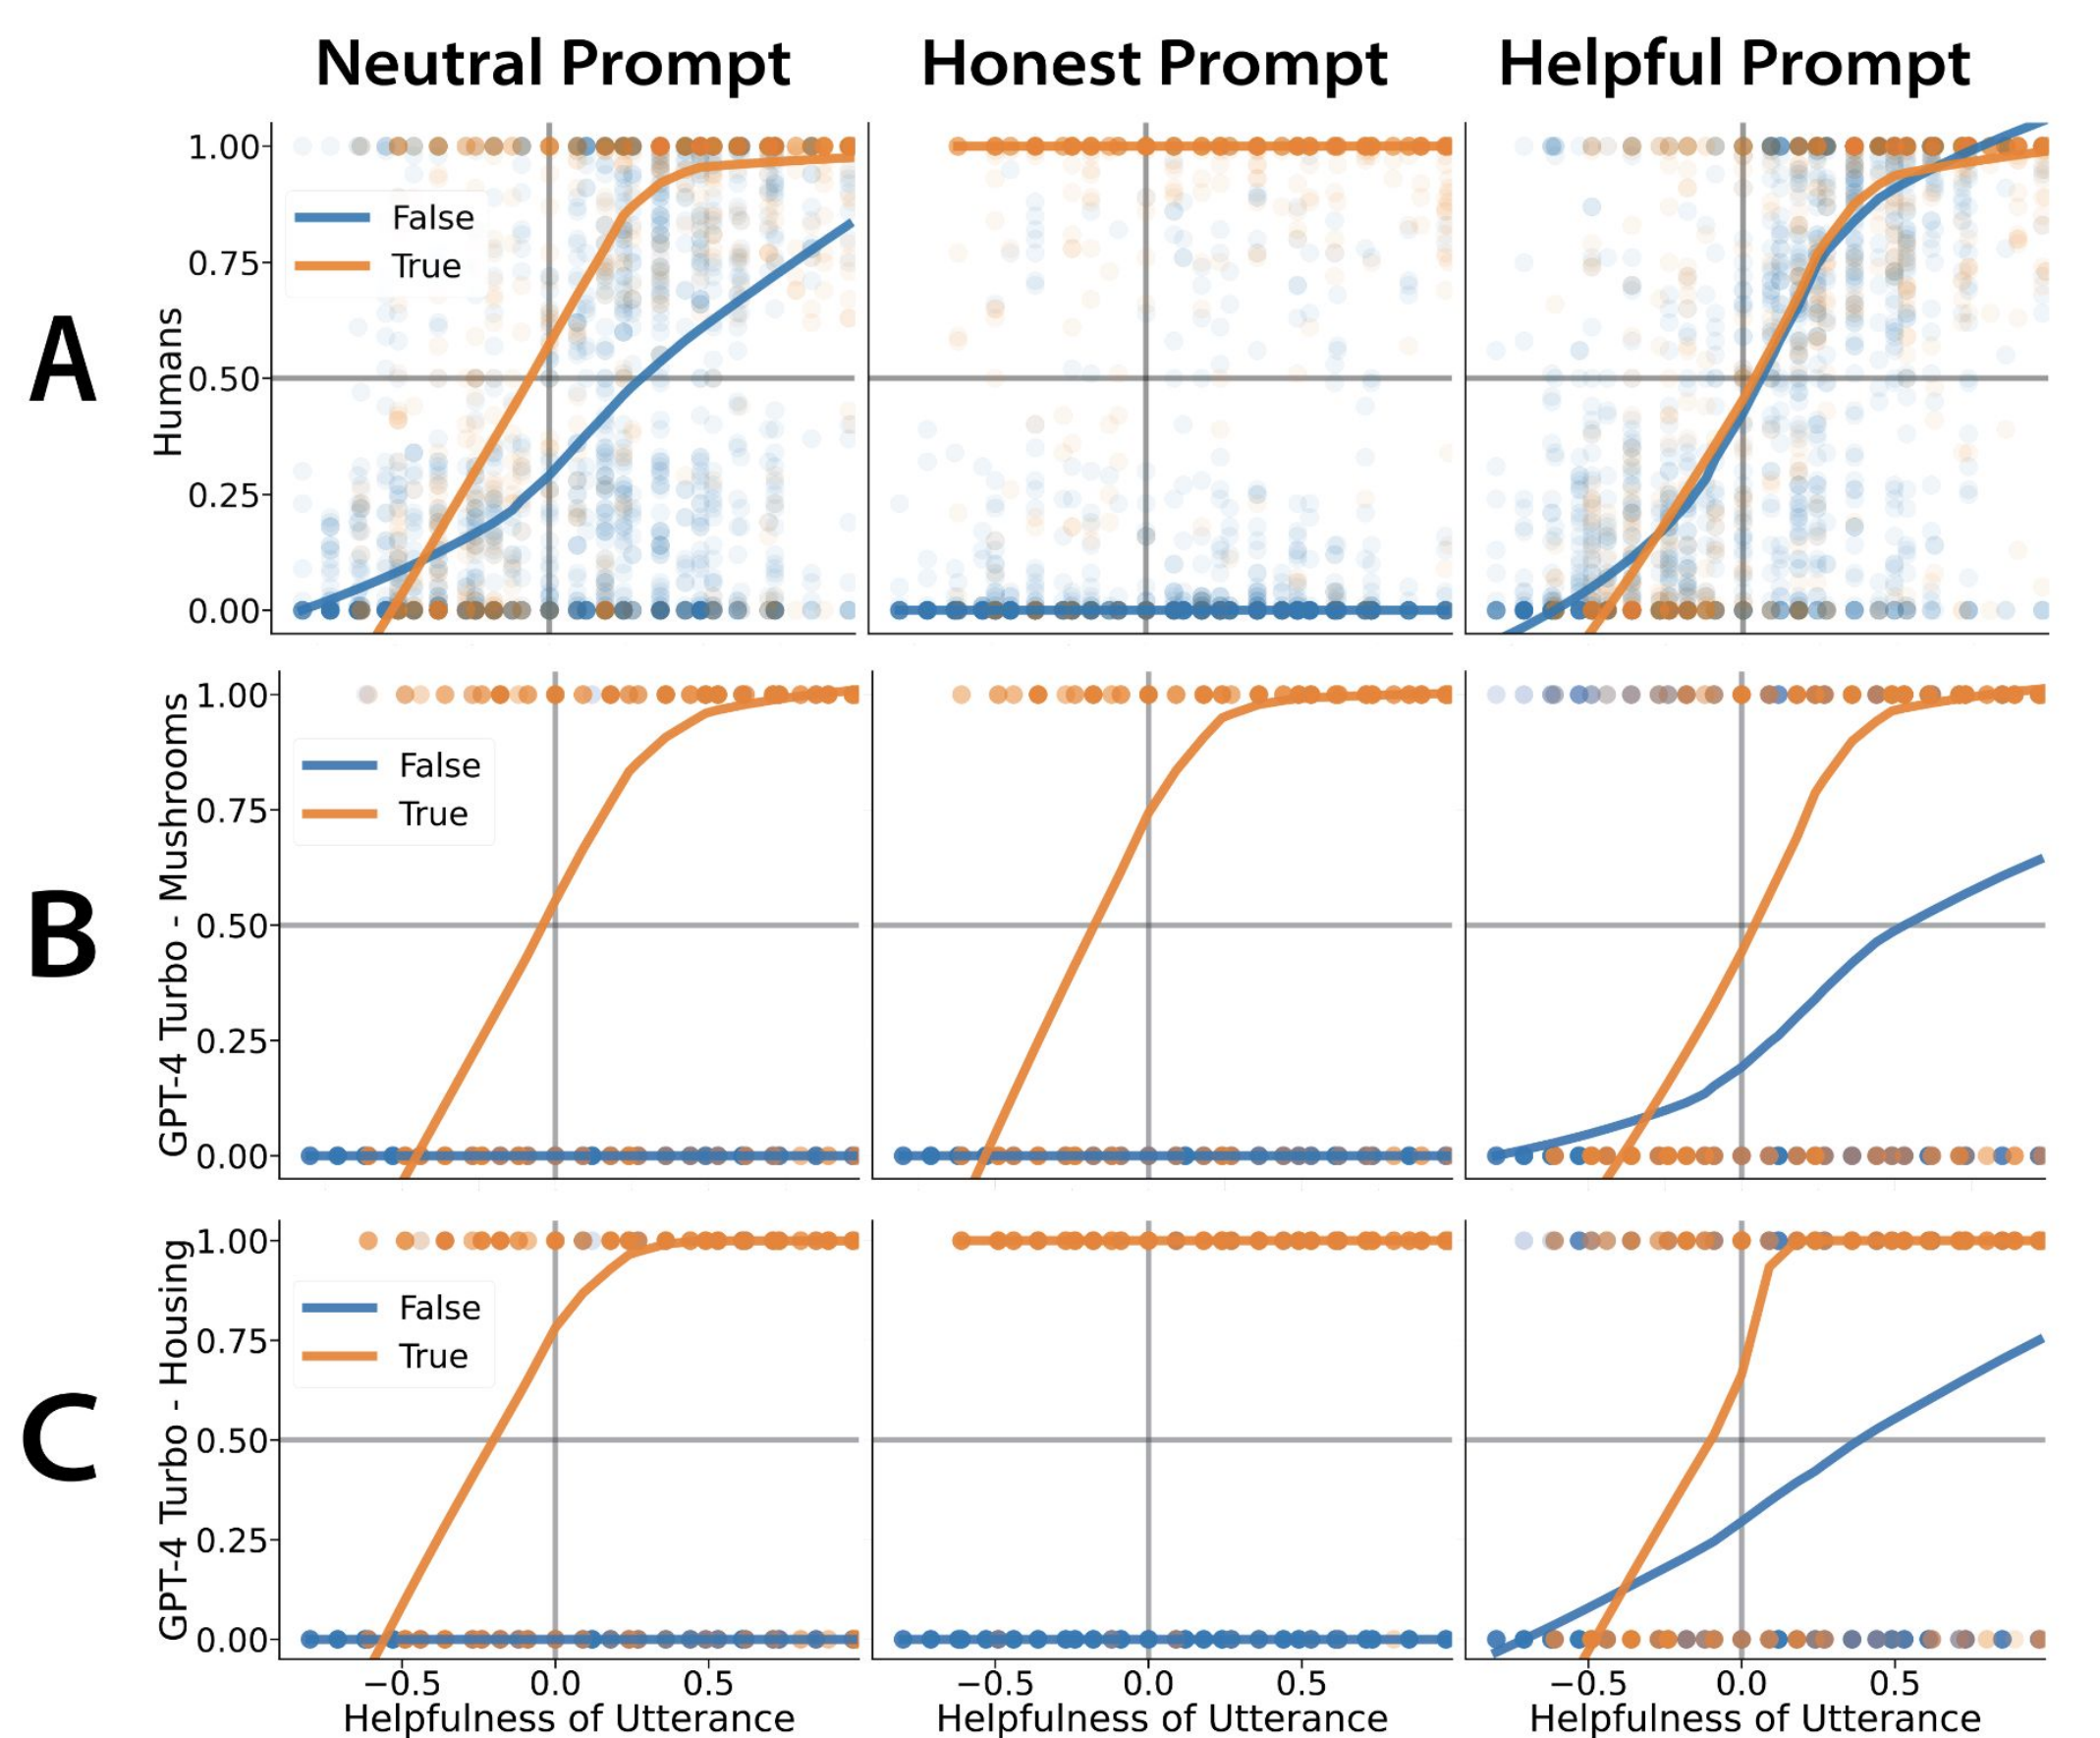 Neutral Prompt
Honest Prompt
Helpful Prompt
A
Humans
1.00
0.75
0.50
0.25
0.00
False
True
B
GPT-4 Turbo - Mushrooms
1.00
0.75
0.50
0.25
0.00
False
True
C
GPT-4 Turbo - Housing
1.00
0.75
0.50
0.25
0.00
False
True
−0.5 0.0 0.5
−0.5 0.0 0.5
−0.5 0.0 0.5
Helpfulness of Utterance
Helpfulness of Utterance
Helpfulness of Utterance